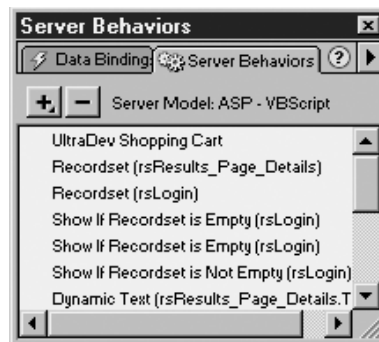 Server Behaviors
Data Binding Server Behaviors ?
+ - Server Model: ASP - VBScript
UltraDev Shopping Cart
Recordset (rsResults_Page_Details)
Recordset (rsLogin)
Show If Recordset is Empty (rsLogin)
Show If Recordset is Empty (rsLogin)
Show If Recordset is Not Empty (rsLogin)
Dynamic Text (rsResults_Page_Details.T